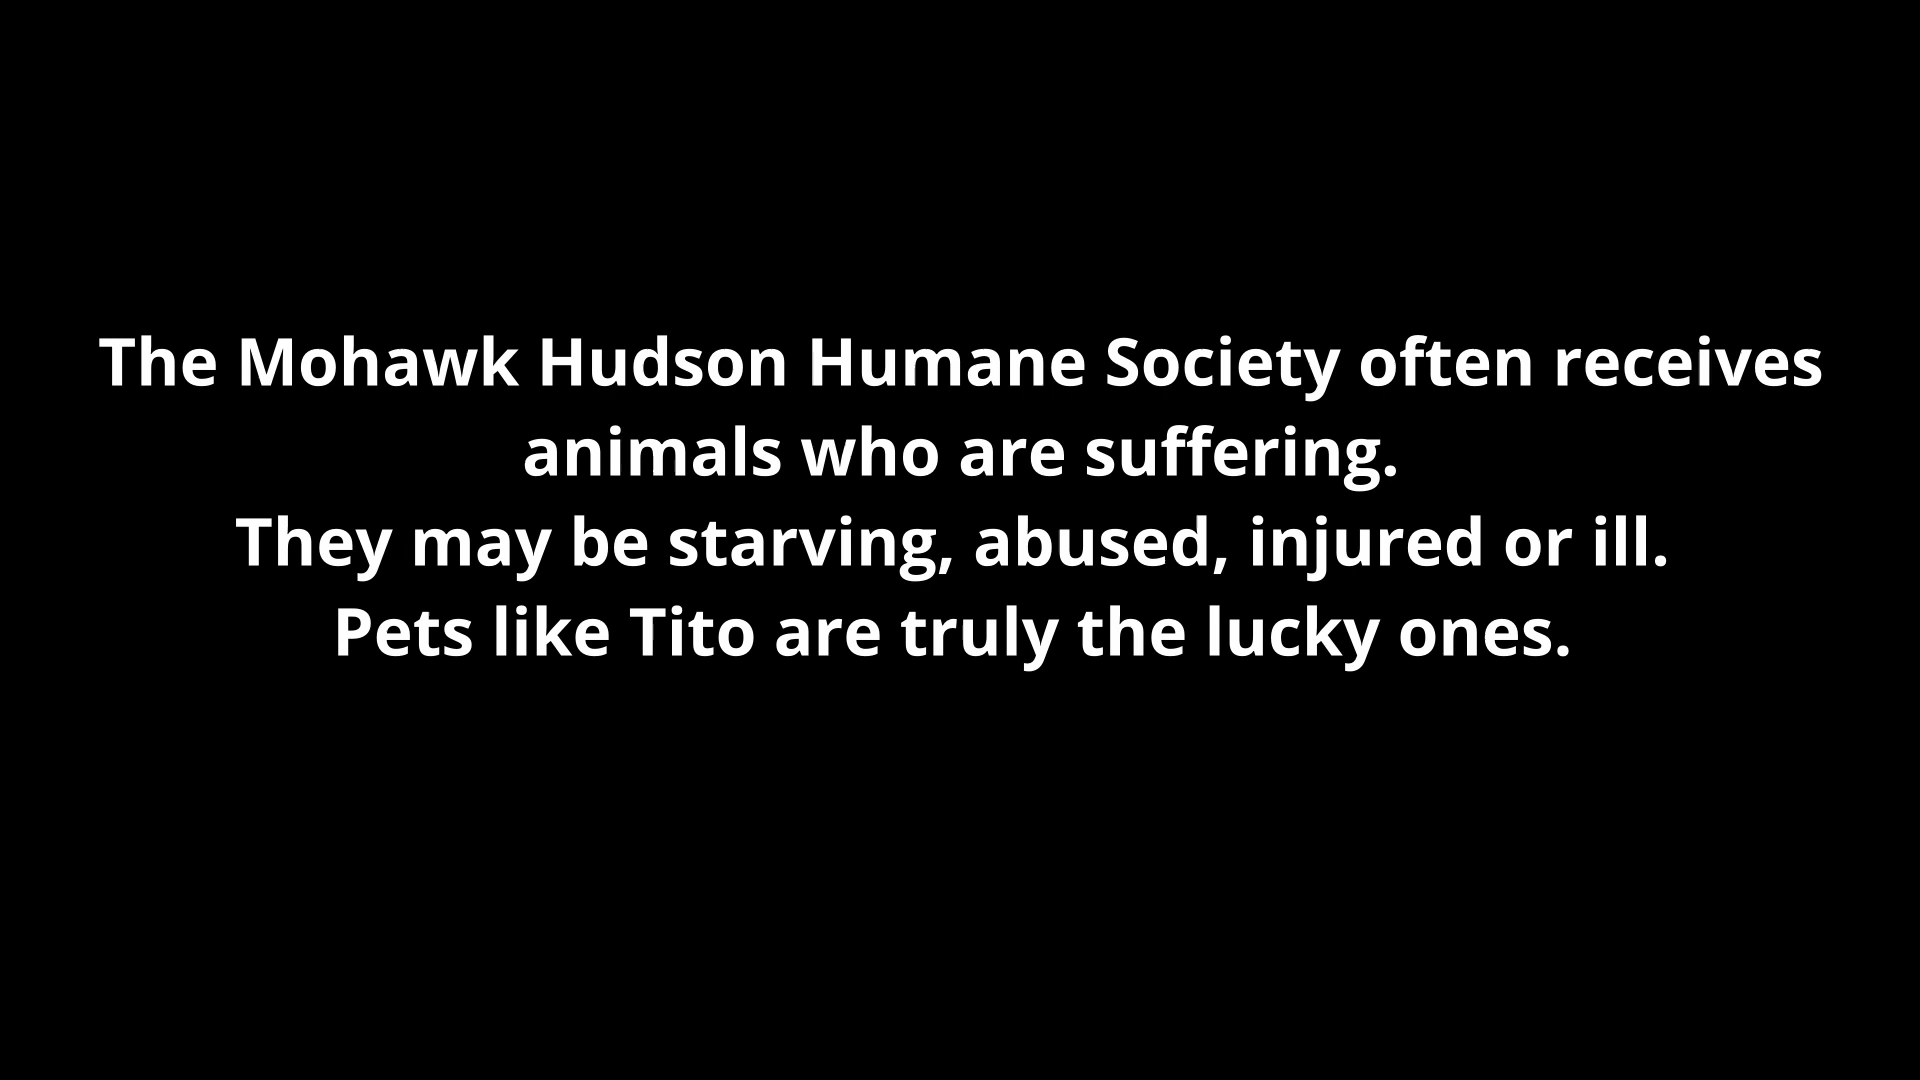 The Mohawk Hudson Humane Society often receives
animals who are suffering.
They may be starving, abused, injured or ill.
Pets like Tito are truly the lucky ones.